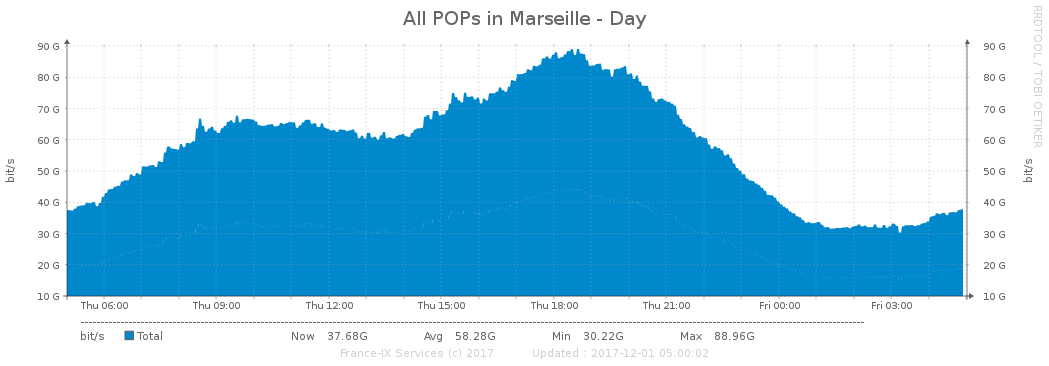 All POPs in Marseille - Day
RRDTOOL / TOBI OETIKER
bit/s
90 G 90 G
80 G 80 G
70 G 70 G
60 G 60 G
50 G 50 G
40 G 40 G
30 G 30 G
20 G 20 G
10 G 10 G
bit/s
Thu 06:00 Thu 09:00 Thu 12:00 Thu 15:00 Thu 18:00 Thu 21:00 Fri 00:00 Fri 03:00
bit/s Total Now 37.68G Avg 58.28G Min 30.22G Max 88.96G
France-IX Services (c) 2017 Updated : 2017-12-01 05:00:02